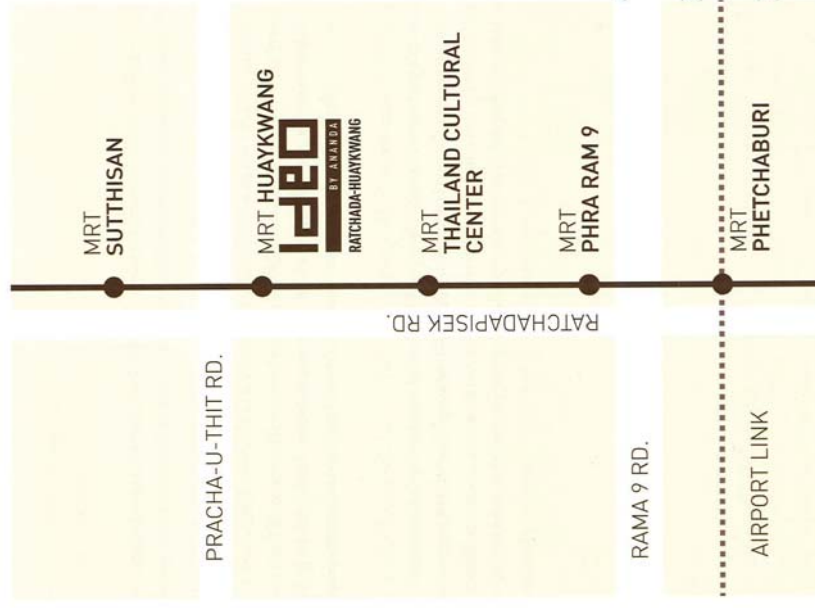 MRT
SUTTHISAN
MRT HUAYKWANG
ideo
BY ANANDA
RATCHADA-HUAYKWANG
MRT
THAILAND CULTURAL
CENTER
MRT
PHRA RAM 9
MRT
PHETCHABURI
RATCHADAPISEK RD.
PRACHA-U-THIT RD.
RAMA 9 RD.
AIRPORT LINK